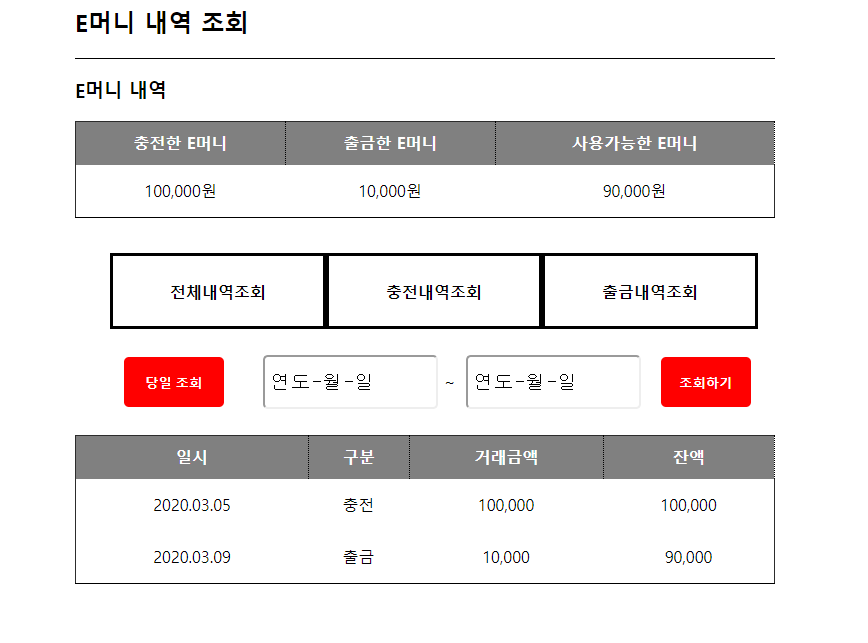 E머니 내역 조회
E머니 내역
충전한 E머니 출금한 E머니 사용가능한 E머니
100,000원 10,000원 90,000원
전체내역조회 충전내역조회 출금내역조회
당일 조회 연도-월-일 ~ 연도-월-일 조회하기
일시 구분 거래금액 잔액
2020.03.05 충전 100,000 100,000
2020.03.09 출금 10,000 90,000